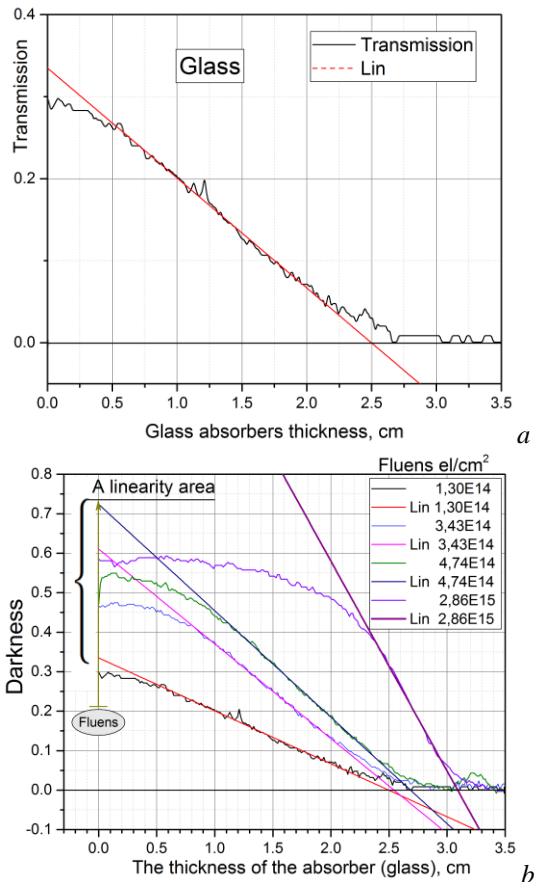 0.4
Transmission
Glass
Lin
Transmission
0.2
0.0
0.0 0.5 1.0 1.5 2.0 2.5 3.0 3.5
Glass absorbers thickness, cm
a
Fluens el/cm²
0.8
A linearity area
1,30E14
0.7
Lin 1,30E14
3,43E14
0.6
Lin 3,43E14
4,74E14
0.5
Lin 4,74E14
2,86E15
Lin 2,86E15
0.4
Darkness
0.3
0.2
Fluens
0.1
0.0
-0.1
0.0 0.5 1.0 1.5 2.0 2.5 3.0 3.5
The thickness of the absorber (glass), cm
b